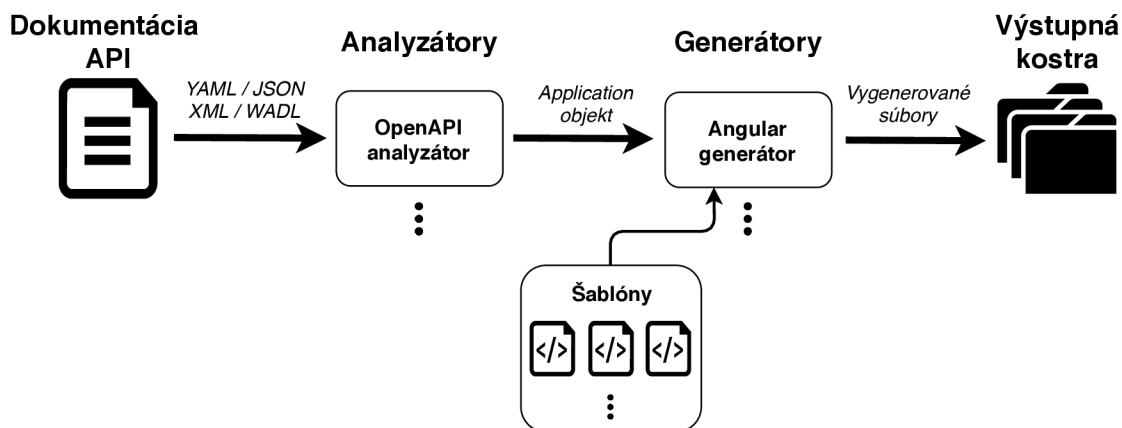 Dokumentácia
API
Analyzátory
Generátory
Výstupná
kostra
YAML / JSON
XML / WADL
OpenAPI
analyzátor
Application
objekt
Angular
generátor
Vygenerované
súbory
Šablóny
</> </> </>